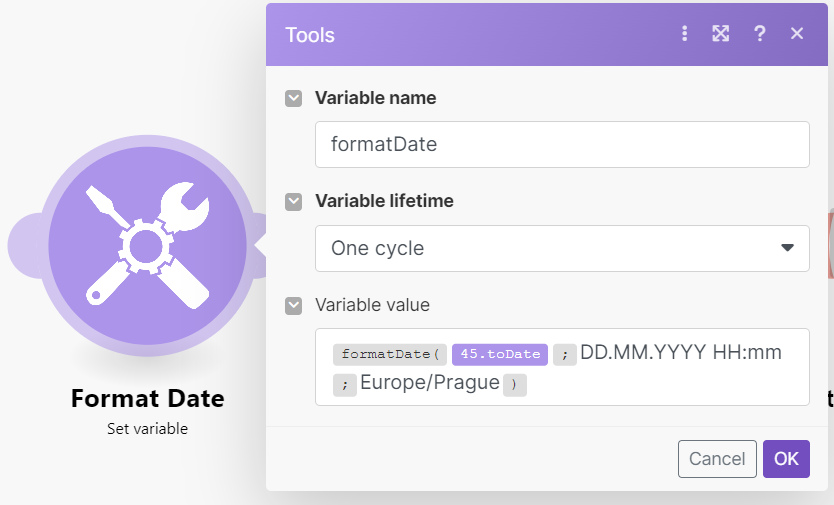 Tools
?
Variable name
formatDate
Variable lifetime
One cycle
Variable value
formatDate( 45.toDate ; DD.MM.YYYY HH:mm
; Europe/Prague )
Format Date
Set variable
Cancel OK
t